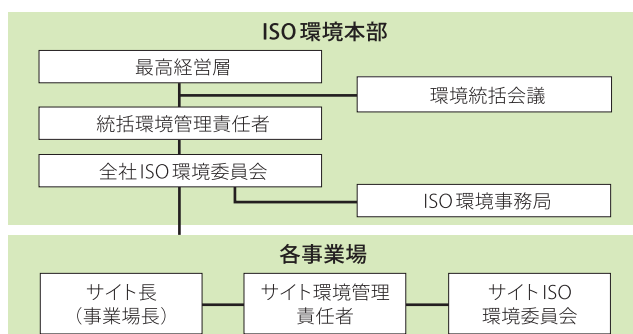 ISO環境本部
最高経営層
環境統括会議
統括環境管理責任者
全社ISO環境委員会
ISO環境事務局
各事業場
サイト長
（事業場長）
サイト環境管理
責任者
サイトISO
環境委員会